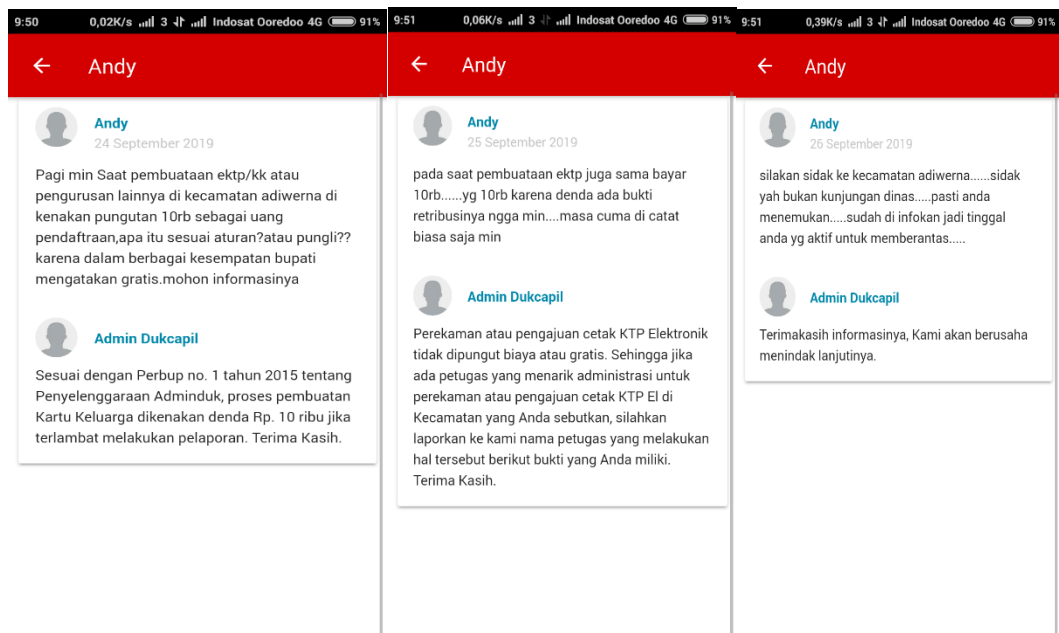 9:50 0,02K/s 3 Indosat Ooredoo 4G 91%
Andy
Andy
24 September 2019
Pagi min Saat pembuataan ektp/kk atau
pengurusan lainnya di kecamatan adiwerna di
kenakan pungutan 10rb sebagai uang
pendaftraan,apa itu sesuai aturan?atau pungli??
karena dalam berbagai kesempatan bupati
mengatakan gratis.mohon informasinya
Admin Dukcapil
Sesuai dengan Perbup no. 1 tahun 2015 tentang
Penyelenggaraan Adminduk, proses pembuatan
Kartu Keluarga dikenakan denda Rp. 10 ribu jika
terlambat melakukan pelaporan. Terima Kasih.
9:51 0,06K/s 3 Indosat Ooredoo 4G 91%
Andy
Andy
25 September 2019
pada saat pembuataan ektp juga sama bayar
10rb......yg 10rb karena denda ada bukti
retribusinya ngga min....masa cuma di catat
biasa saja min
Admin Dukcapil
Perekaman atau pengajuan cetak KTP Elektronik
tidak dipungut biaya atau gratis. Sehingga jika
ada petugas yang menarik administrasi untuk
perekaman atau pengajuan cetak KTP El di
Kecamatan yang Anda sebutkan, silahkan
laporkan ke kami nama petugas yang melakukan
hal tersebut berikut bukti yang Anda miliki.
Terima Kasih.
9:51 0,39K/s 3 Indosat Ooredoo 4G 91%
Andy
Andy
26 September 2019
silakan sidak ke kecamatan adiwerna......sidak
yah bukan kunjungan dinas.....pasti anda
menemukan.....sudah di infokan jadi tinggal
anda yg aktif untuk memberantas.....
Admin Dukcapil
Terimakasih informasinya, Kami akan berusaha
menindak lanjutinya.